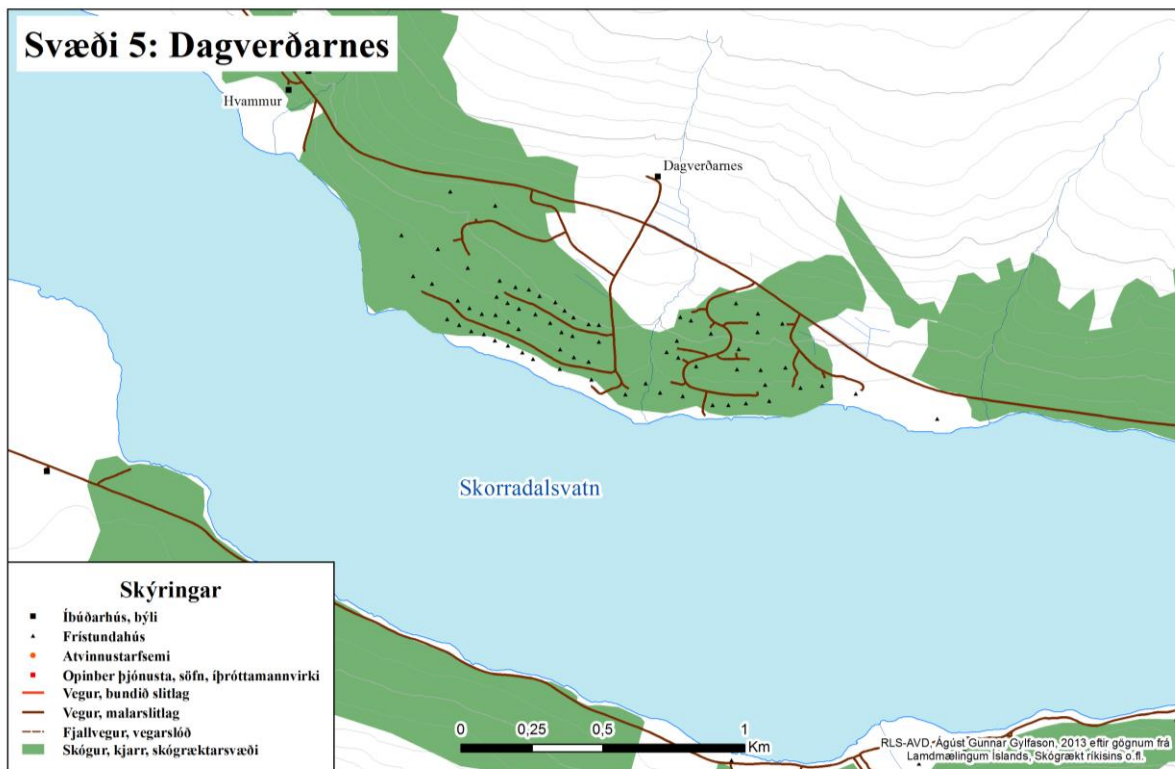 Svæði 5: Dagverðarnes
Hvammur
Dagverðarnes
Skorradalsvatn
Skýringar
Íbúðarhús, býli
Frístundahús
Atvinnustarfsemi
Opinber þjónusta, söfn, íþróttamannvirki
Vegur, bundið slitlag
Vegur, malarslitlag
Fjallvegur, vegarslóð
Skógur, kjarr, skógræktarsvæði
0 0,25 0,5 1
Km
RLS-AVD, Ágúst Gunnar Gylfason, 2013 eftir gögnum frá
Lamdmælingum Íslands, Skógrækt ríkisins o.fl.